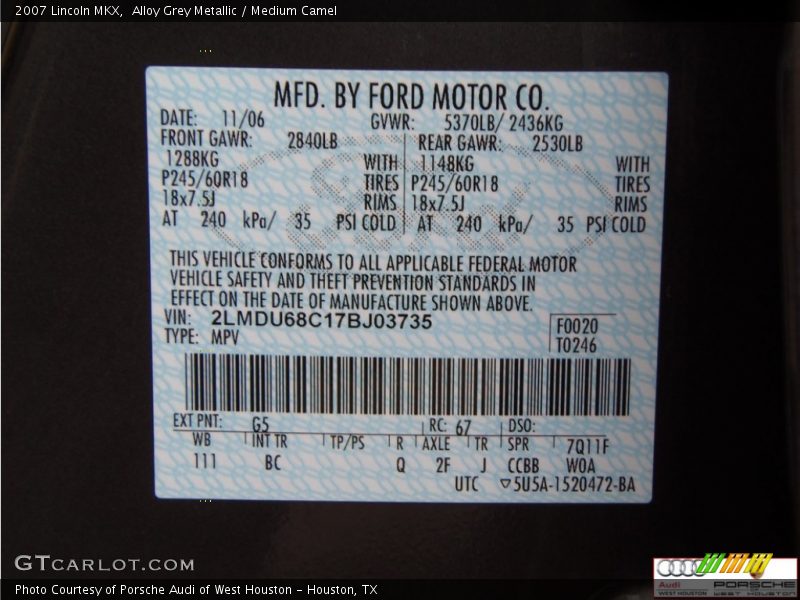 2007 Lincoln MKX,  Alloy Grey Metallic / Medium Camel
MFD. BY FORD MOTOR CO.
DATE: 11/06 GVWR: 5370LB/ 2436KG
FRONT GAWR: 2840LB REAR GAWR: 2530LB
1288KG WITH 1148KG WITH
P245/60R18 TIRES P245/60R18 TIRES
18x7.5J RIMS 18x7.5J RIMS
AT 240 kPa/ 35 PSI COLD AT 240 kPa/ 35 PSI COLD
THIS VEHICLE CONFORMS TO ALL APPLICABLE FEDERAL MOTOR
VEHICLE SAFETY AND THEFT PREVENTION STANDARDS IN
EFFECT ON THE DATE OF MANUFACTURE SHOWN ABOVE.
VIN: 2LMDU68C17BJ03735 F0020
TYPE: MPV T0246
EXT PNT: G5 RC: 67 DSO:
WB INT TR TP/PS R AXLE TR SPR 7Q11F
111 BC Q 2F J CCBB WOA
UTC ▽5U5A-1520472-BA
GTcarlot.com
Audi PORSCHE
WEST HOUSTON WEST HOUSTON
Photo Courtesy of Porsche Audi of West Houston - Houston, TX